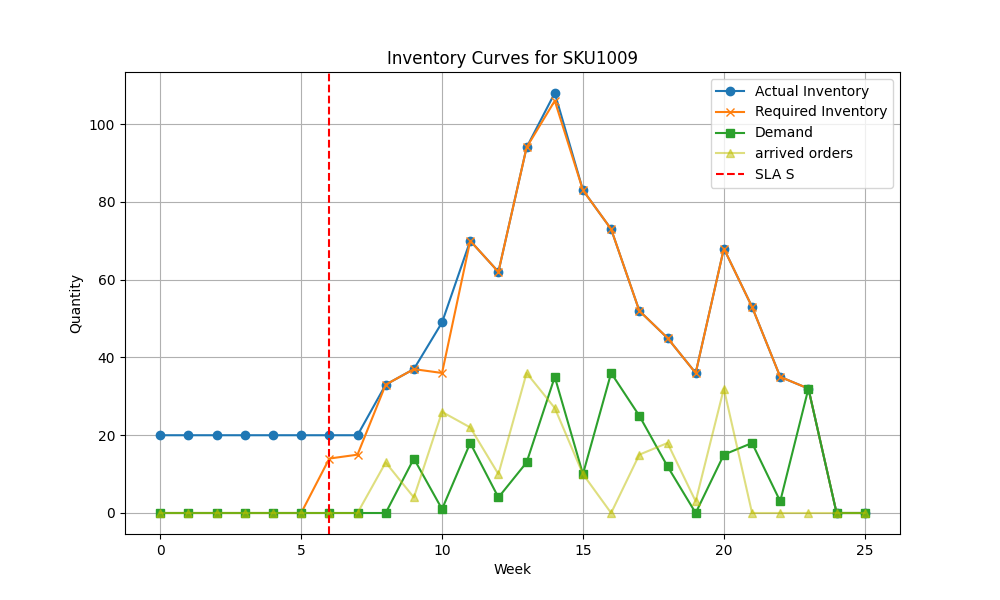 Inventory Curves for SKU1009
Actual Inventory
Required Inventory
Demand
arrived orders
SLA S
Quantity
100
80
60
40
20
0
0 5 10 15 20 25
Week